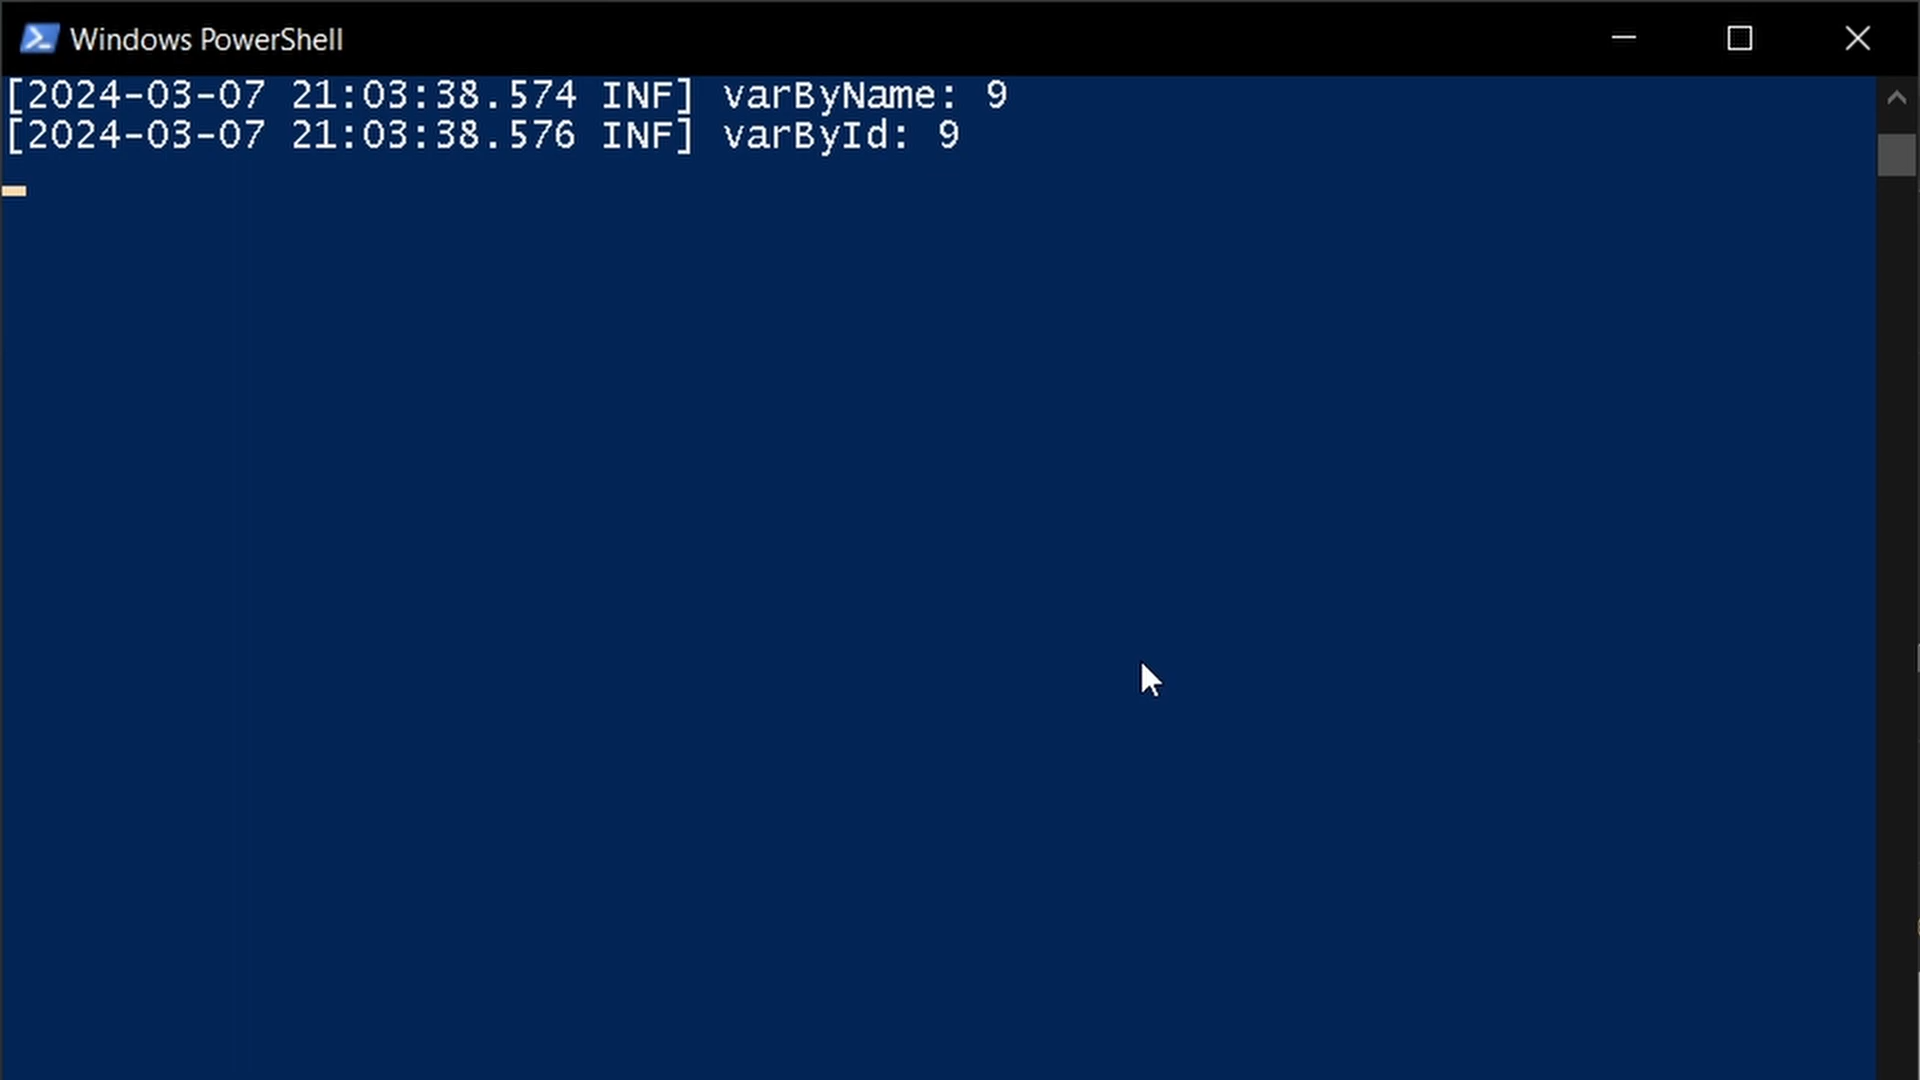 Windows PowerShell
[2024-03-07 21:03:38.574 INF] varByName: 9
[2024-03-07 21:03:38.576 INF] varById: 9